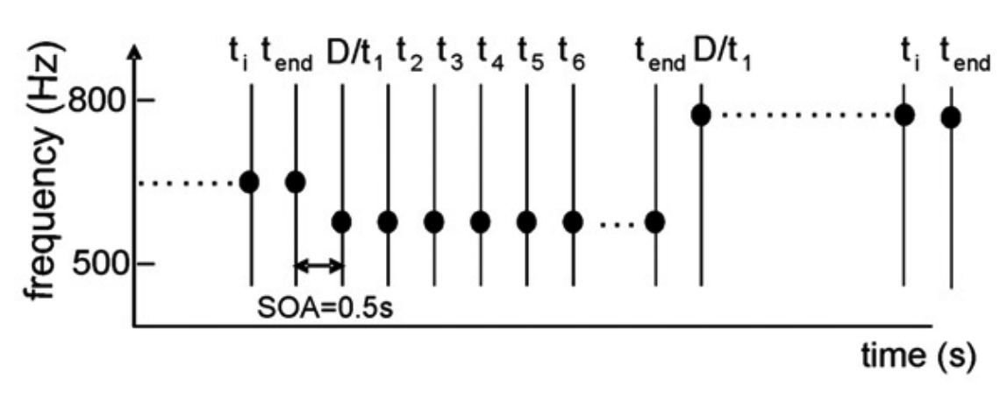 t_i t_end D/t_1 t_2 t_3 t_4 t_5 t_6 t_end D/t_1 t_i t_end
frequency (Hz)
800
500
SOA=0.5s
time (s)